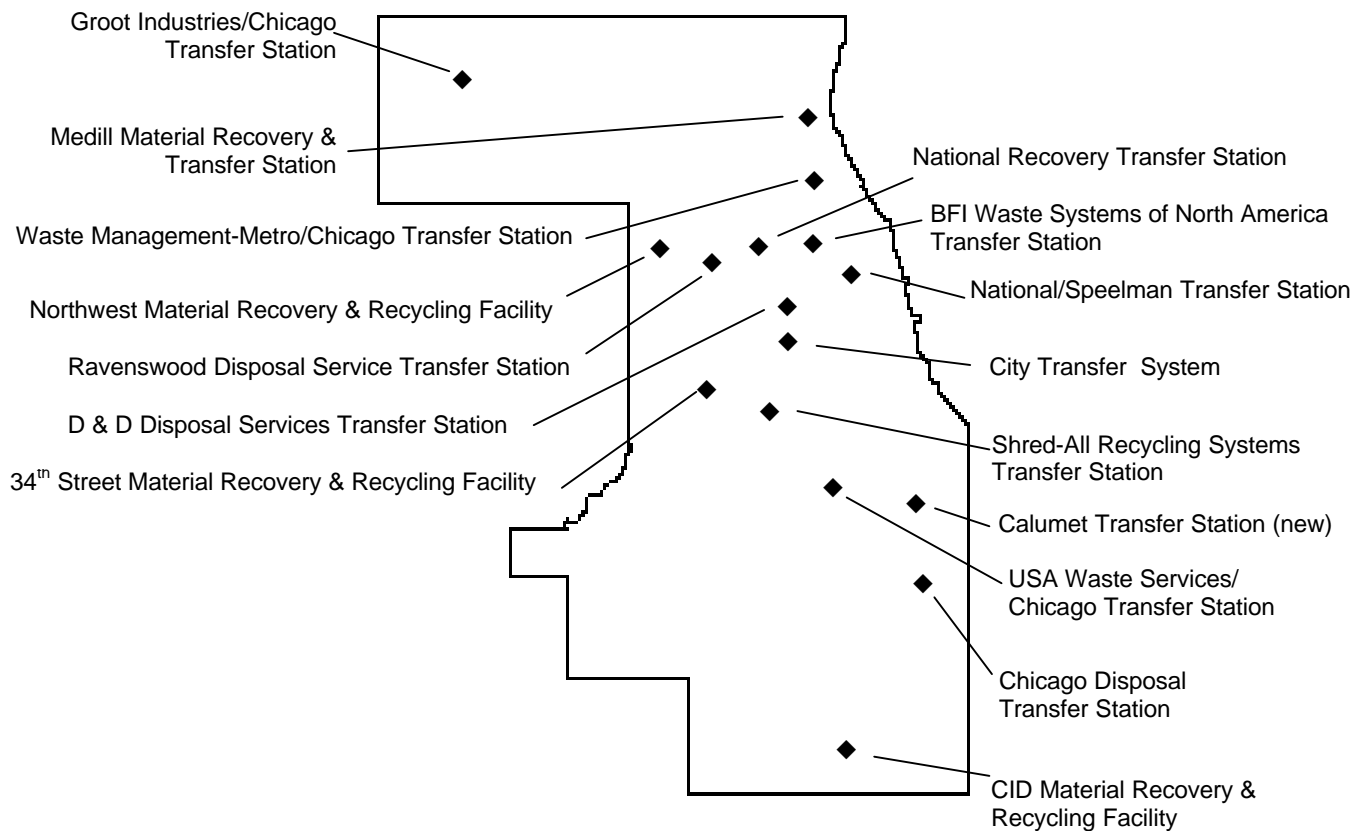 Groot Industries/Chicago
Transfer Station
Medill Material Recovery &
Transfer Station
Waste Management-Metro/Chicago Transfer Station
Northwest Material Recovery & Recycling Facility
Ravenswood Disposal Service Transfer Station
D & D Disposal Services Transfer Station
34th Street Material Recovery & Recycling Facility
National Recovery Transfer Station
BFI Waste Systems of North America
Transfer Station
National/Speelman Transfer Station
City Transfer System
Shred-All Recycling Systems
Transfer Station
Calumet Transfer Station (new)
USA Waste Services/
Chicago Transfer Station
Chicago Disposal
Transfer Station
CID Material Recovery &
Recycling Facility